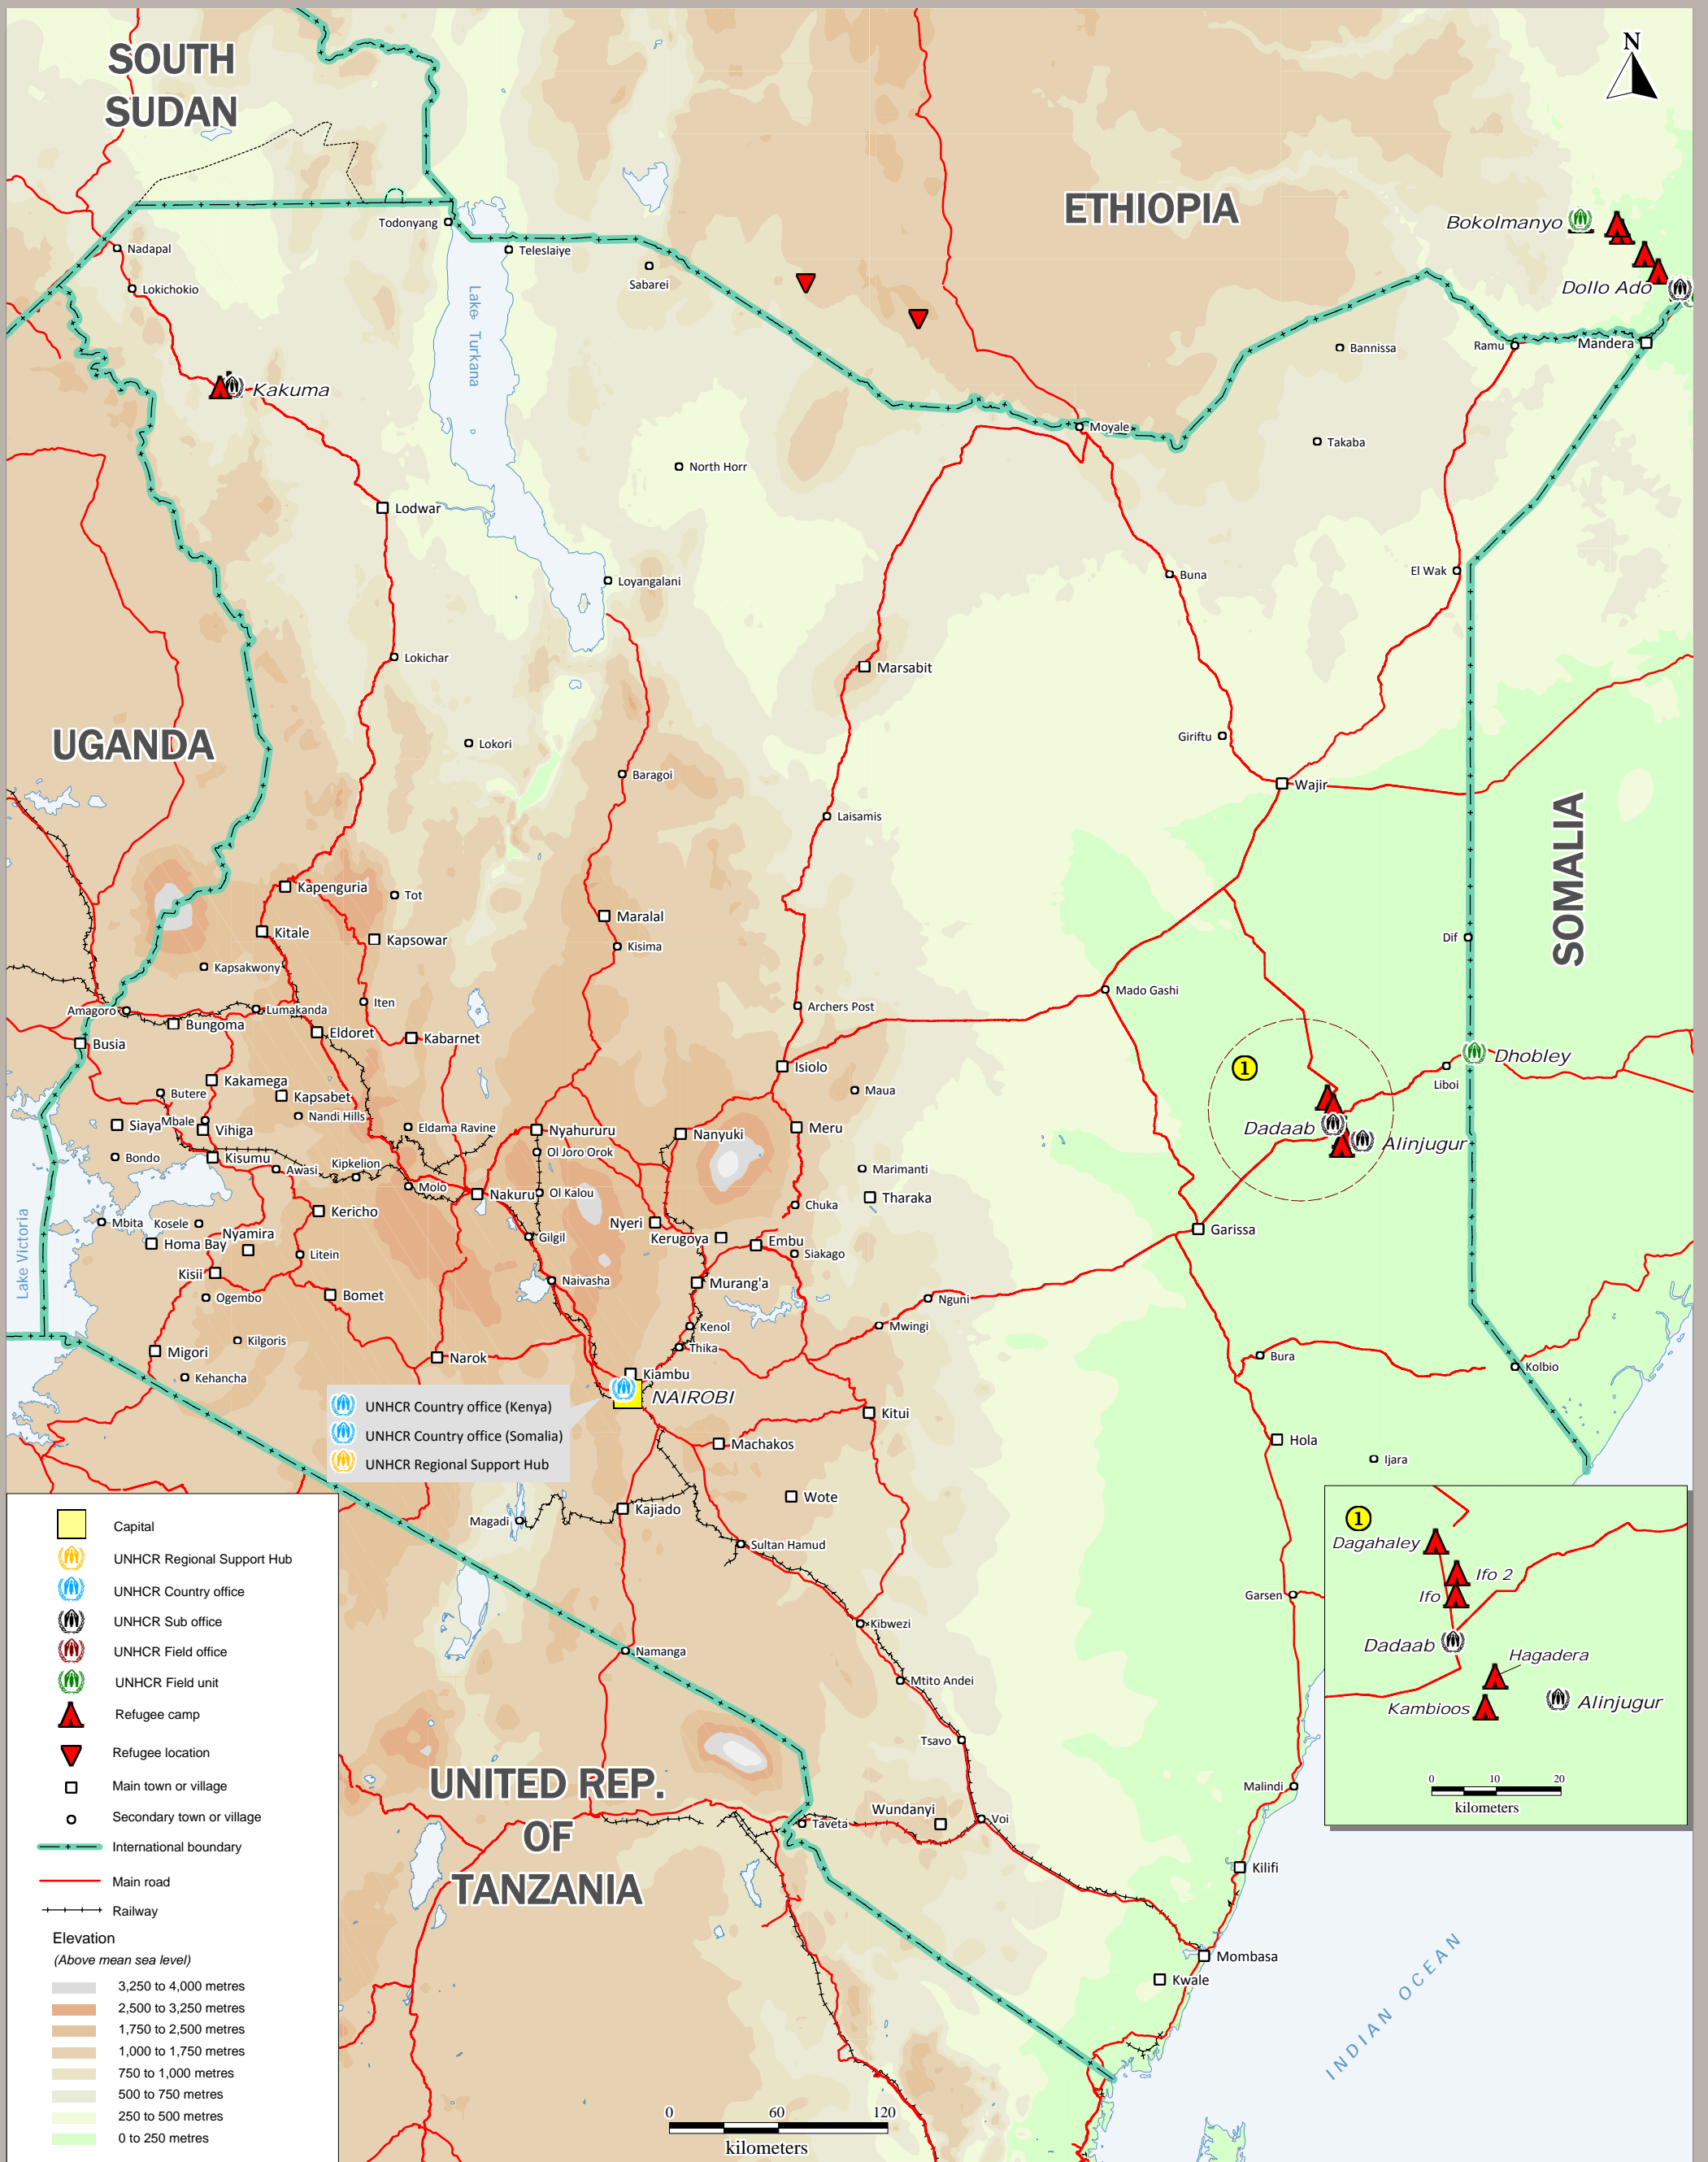 SOUTH
SUDAN
N
ETHIOPIA
Bokolmanyo
Todonyang
Nadapal
Teleslaiye
Sabarei
Lokichokio
Dollo Ado
Lake Turkana
Ramu
Mandera
Bannissa
Kakuma
Moyale
Takaba
North Horr
Lodwar
El Wak
Buna
Loyangalani
Lokichar
Marsabit
UGANDA
Lokori
Giriftu
Baragoi
Wajir
Laisamis
SOMALIA
Kapenguria
Tot
Maralal
Kitale
Kapsowar
Kisima
Dif
Kapsakwony
Mado Gashi
Iten
Archers Post
Amagoro
Lumakanda
Bungoma
Eldoret
Kabarnet
Busia
Dhobley
Isiolo
1
Liboi
Kakamega
Maua
Butere
Kapsabet
Nandi Hills
Siaya
Mbale
Vihiga
Eldama Ravine
Nyahururu
Nanyuki
Meru
Dadaab
Alinjugur
Ol Joro Orok
Bondo
Kisumu
Awasi
Kipkelion
Marimanti
Molo
Nakuru
Ol Kalou
Tharaka
Chuka
Kericho
Lake Victoria
Mbita
Kosele
Nyeri
Garissa
Nyamira
Homa Bay
Gilgil
Kerugoya
Embu
Litein
Siakago
Kisii
Naivasha
Murang'a
Ogembo
Bomet
Nguni
Kenol
Mwingi
Kilgoris
Thika
Migori
Narok
Bura
Kolbio
Kehancha
Kiambu
NAIROBI
UNHCR Country office (Kenya)
UNHCR Country office (Somalia)
UNHCR Regional Support Hub
Kitui
Machakos
Hola
Ijara
Wote
Kajiado
Magadi
Sultan Hamud
Garsen
Kibwezi
Namanga
Mtito Andei
Tsavo
Malindi
UNITED REP.
OF
TANZANIA
Wundanyi
Taveta
Voi
Kilifi
Mombasa
Kwale
INDIAN OCEAN
0 60 120
kilometers
1
Dagahaley
Ifo 2
Ifo
Dadaab
Hagadera
Alinjugur
Kambioos
0 10 20
kilometers
Capital
UNHCR Regional Support Hub
UNHCR Country office
UNHCR Sub office
UNHCR Field office
UNHCR Field unit
Refugee camp
Refugee location
Main town or village
Secondary town or village
International boundary
Main road
Railway
Elevation
(Above mean sea level)
3,250 to 4,000 metres
2,500 to 3,250 metres
1,750 to 2,500 metres
1,000 to 1,750 metres
750 to 1,000 metres
500 to 750 metres
250 to 500 metres
0 to 250 metres